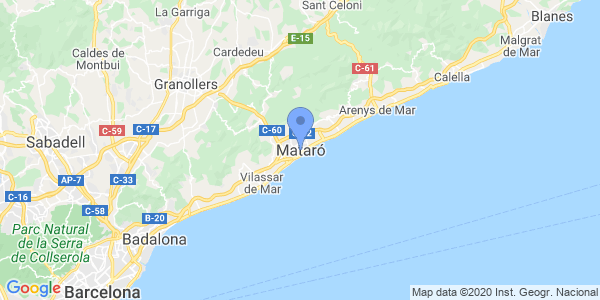 La Garriga
Sant Celoni
Blanes
Caldes de
Montbui
Cardedeu
E-15
Malgrat
de Mar
C-61
Calella
Granollers
Arenys de Mar
C-59
C-17
C-60
2
Sabadell
Mataró
AP-7
C-33
Vilassar
de Mar
C-16
C-58
B-20
Parc Natural
de la Serra
de Collserola
Badalona
Google
Barcelona
Map data ©2020 Inst. Geogr. Nacional